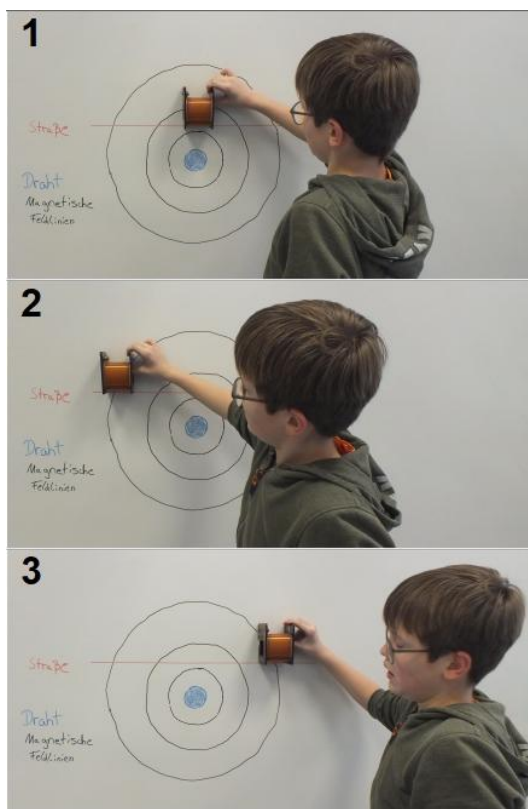 1
Straße
Draht
Magnetische
Feldlinien
2
Straße
Draht
Magnetische
Feldlinien
3
Straße
Draht
Magnetische
Feldlinien